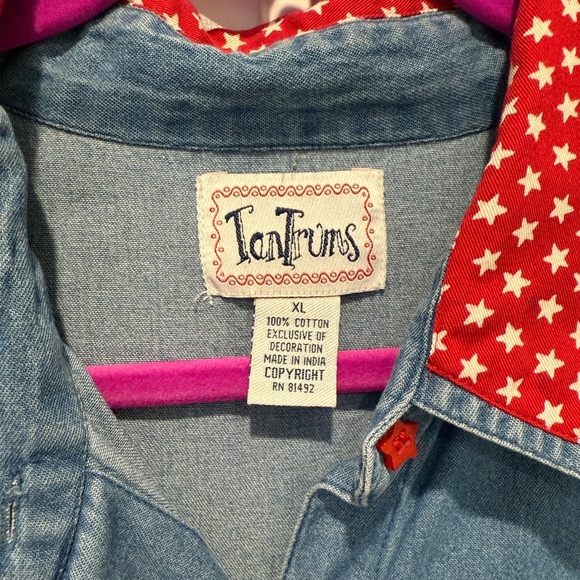 TanTrums
XL
100% COTTON
EXCLUSIVE OF
DECORATION
MADE IN INDIA
COPYRIGHT
RN 81492